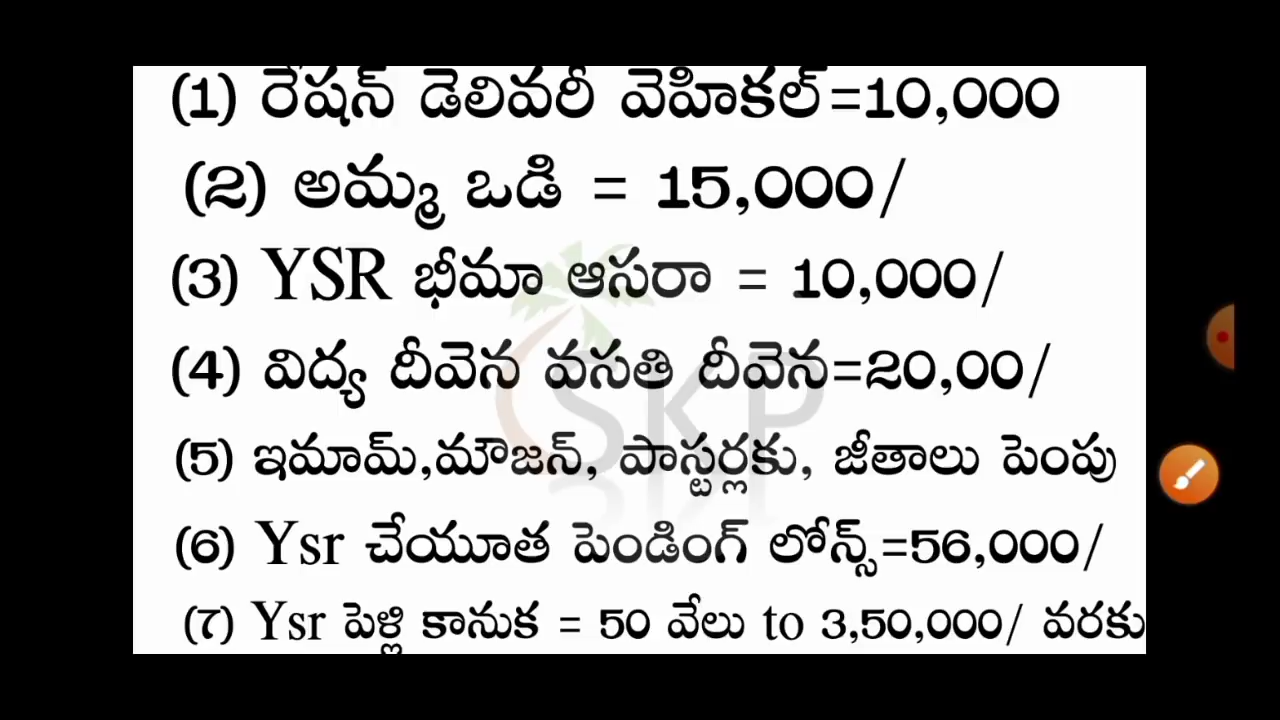 (1) రేషన్ డెలివరీ వెహికల్=10,000
(2) అమ్మ ఒడి = 15,000/
(3) YSR భీమా ఆసరా = 10,000/
(4) విద్య దీవెన వసతి దీవెన=20,00/
(5) ఇమామ్,మౌజన్, పాస్టర్లకు, జీతాలు పెంపు
(6) Ysr చేయూత పెండింగ్ లోన్స్=56,000/
(7) Ysr పెళ్లి కానుక = 50 వేలు to 3,50,000/ వరకు
SKP